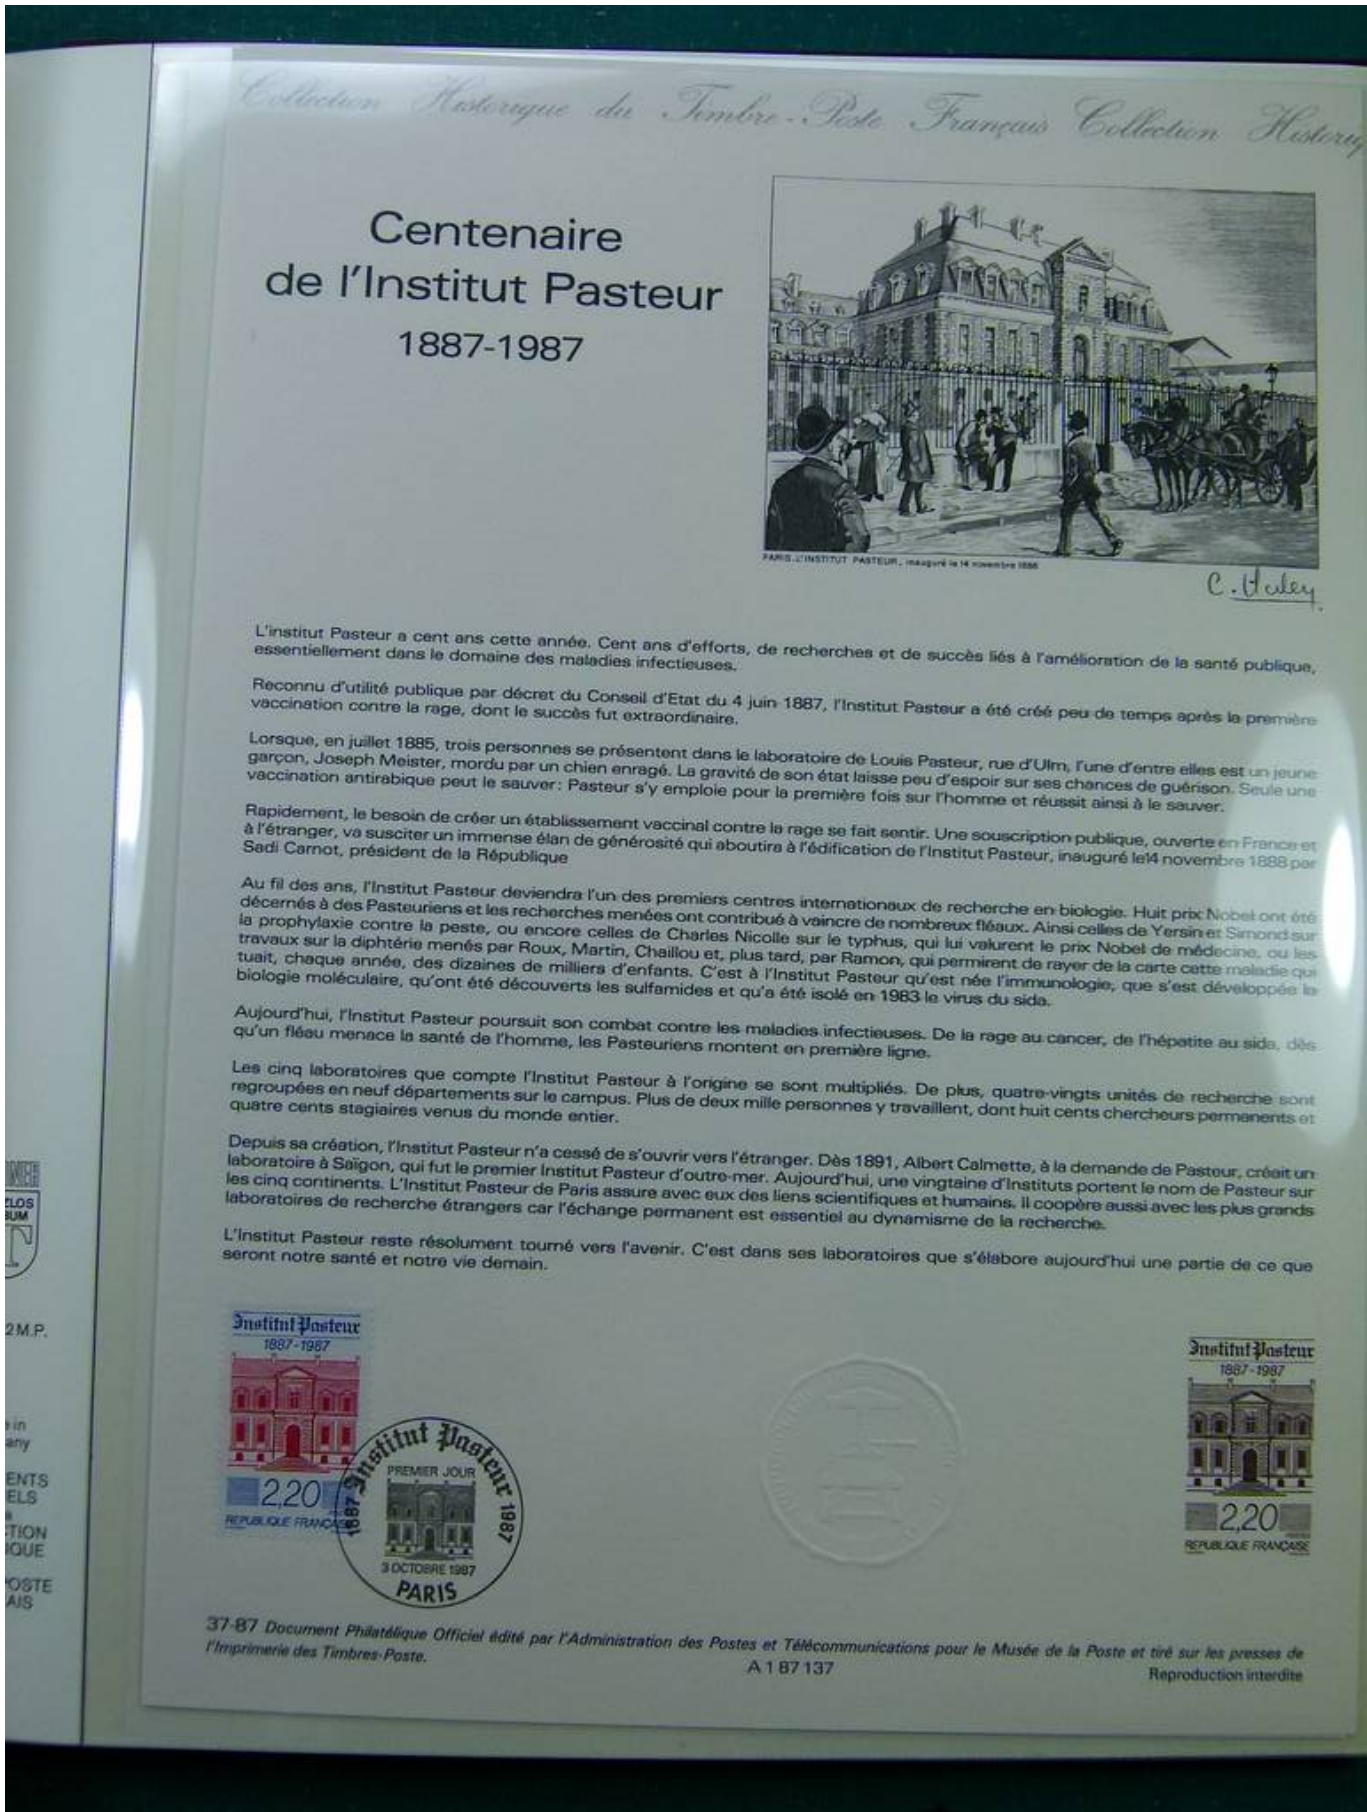 Collection Historique du Timbre-Poste Français Collection Historiq
Centenaire
de l'Institut Pasteur
1887-1987
PARIS. L'INSTITUT PASTEUR, inauguré le 14 novembre 1888
C. Haley
L'institut Pasteur a cent ans cette année. Cent ans d'efforts, de recherches et de succès liés à l'amélioration de la santé publique,
essentiellement dans le domaine des maladies infectieuses.
Reconnu d'utilité publique par décret du Conseil d'Etat du 4 juin 1887, l'Institut Pasteur a été créé peu de temps après la première
vaccination contre la rage, dont le succès fut extraordinaire.
Lorsque, en juillet 1885, trois personnes se présentent dans le laboratoire de Louis Pasteur, rue d'Ulm, l'une d'entre elles est un jeune
garçon, Joseph Meister, mordu par un chien enragé. La gravité de son état laisse peu d'espoir sur ses chances de guérison. Seule une
vaccination antirabique peut le sauver: Pasteur s'y emploie pour la première fois sur l'homme et réussit ainsi à le sauver.
Rapidement, le besoin de créer un établissement vaccinal contre la rage se fait sentir. Une souscription publique, ouverte en France et
à l'étranger, va susciter un immense élan de générosité qui aboutira à l'édification de l'Institut Pasteur, inauguré le14 novembre 1888 par
Sadi Carnot, président de la République
Au fil des ans, l'Institut Pasteur deviendra l'un des premiers centres internationaux de recherche en biologie. Huit prix Nobel ont été
décernés à des Pasteuriens et les recherches menées ont contribué à vaincre de nombreux fléaux. Ainsi celles de Yersin et Simond sur
la prophylaxie contre la peste, ou encore celles de Charles Nicolle sur le typhus, qui lui valurent le prix Nobel de médecine, ou les
travaux sur la diphtérie menés par Roux, Martin, Chaillou et, plus tard, par Ramon, qui permirent de rayer de la carte cette maladie qui
tuait, chaque année, des dizaines de milliers d'enfants. C'est à l'Institut Pasteur qu'est née l'immunologie, que s'est développée la
biologie moléculaire, qu'ont été découverts les sulfamides et qu'a été isolé en 1983 le virus du sida.
Aujourd'hui, l'Institut Pasteur poursuit son combat contre les maladies infectieuses. De la rage au cancer, de l'hépatite au sida, dès
qu'un fléau menace la santé de l'homme, les Pasteuriens montent en première ligne.
Les cinq laboratoires que compte l'Institut Pasteur à l'origine se sont multipliés. De plus, quatre-vingts unités de recherche sont
regroupées en neuf départements sur le campus. Plus de deux mille personnes y travaillent, dont huit cents chercheurs permanents et
quatre cents stagiaires venus du monde entier.
Depuis sa création, l'Institut Pasteur n'a cessé de s'ouvrir vers l'étranger. Dès 1891, Albert Calmette, à la demande de Pasteur, créait un
laboratoire à Saïgon, qui fut le premier Institut Pasteur d'outre-mer. Aujourd'hui, une vingtaine d'Instituts portent le nom de Pasteur sur
les cinq continents. L'Institut Pasteur de Paris assure avec eux des liens scientifiques et humains. Il coopère aussi avec les plus grands
laboratoires de recherche étrangers car l'échange permanent est essentiel au dynamisme de la recherche.
L'Institut Pasteur reste résolument tourné vers l'avenir. C'est dans ses laboratoires que s'élabore aujourd'hui une partie de ce que
seront notre santé et notre vie demain.
Institut Pasteur
1887-1987
2,20
REPUBLIQUE FRANÇAISE
Institut Pasteur
1887 1987
PREMIER JOUR
3 OCTOBRE 1987
PARIS
Institut Pasteur
1887-1987
2,20
REPUBLIQUE FRANÇAISE
37-87 Document Philatélique Officiel édité par l'Administration des Postes et Télécommunications pour le Musée de la Poste et tiré sur les presses de
l'Imprimerie des Timbres-Poste.
A 1 87 137
Reproduction interdite
ZLOS
BUM
T
2 M.P.
e in
any
ENTS
ELS
TION
IQUE
OSTE
AIS